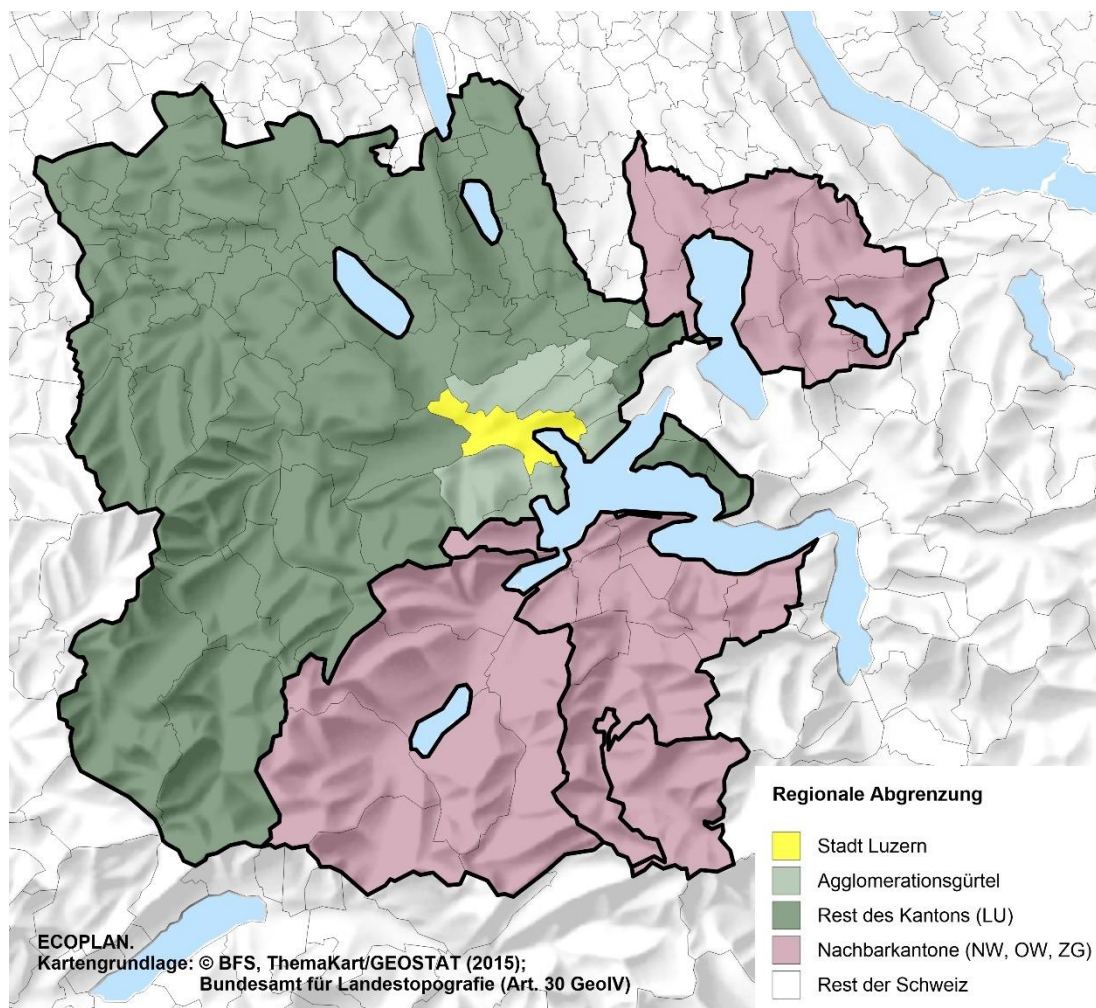 Regionale Abgrenzung
Stadt Luzern
Agglomerationsgürtel
Rest des Kantons (LU)
Nachbarkantone (NW, OW, ZG)
Rest der Schweiz
ECOPLAN.
Kartengrundlage: © BFS, ThemaKart/GEOSTAT (2015);
Bundesamt für Landestopografie (Art. 30 GeoIV)